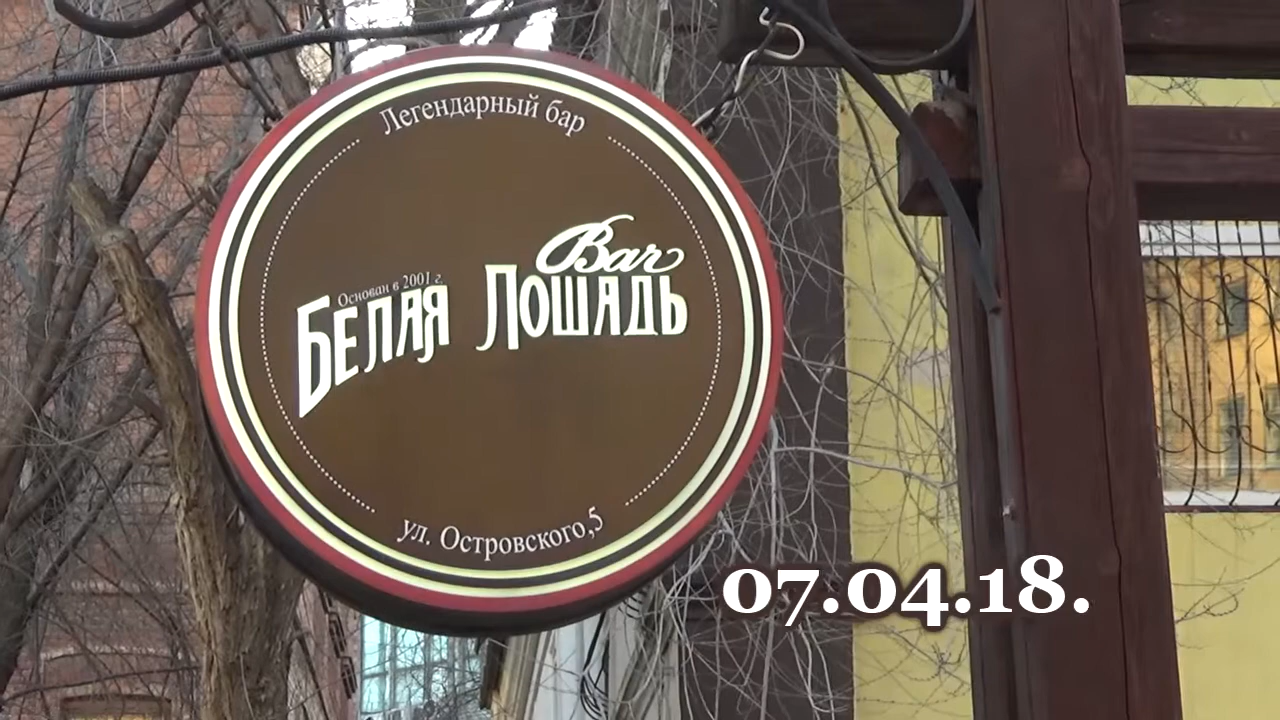 Легендарный бар
Bar
Основан в 2001 г.
БЕЛАЯ ЛОШАДЬ
ул. Островского,5
07.04.18.